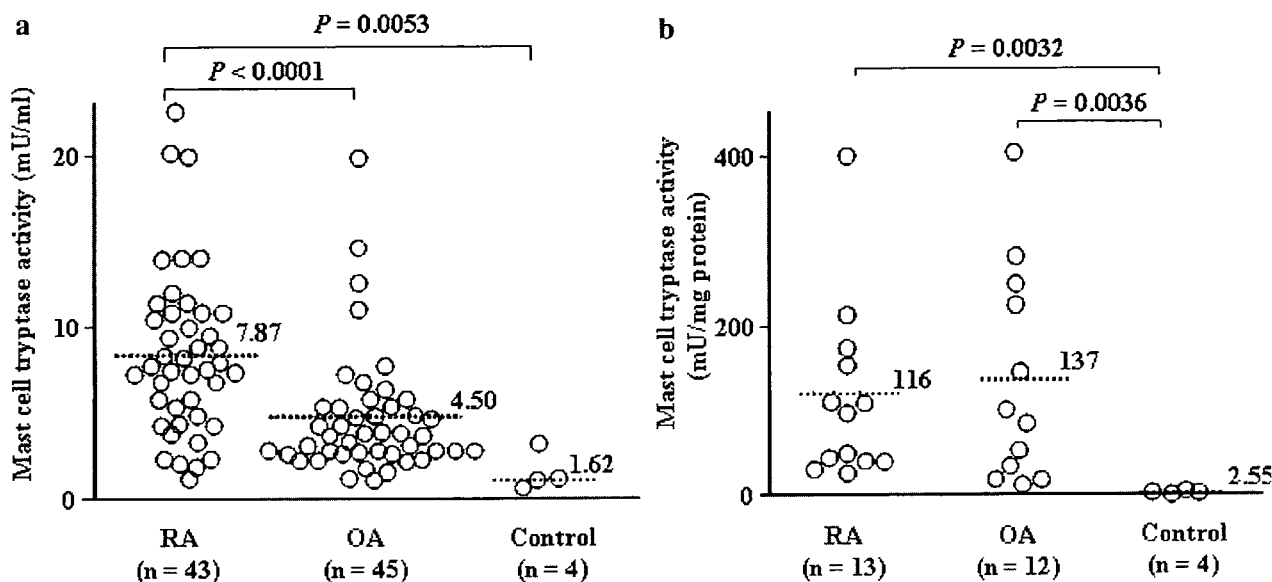 a
P = 0.0053
P < 0.0001
Mast cell tryptase activity (mU/ml)
20
10
0
7.87
4.50
1.62
RA
(n = 43)
OA
(n = 45)
Control
(n = 4)
b
P = 0.0032
P = 0.0036
Mast cell tryptase activity
(mU/mg protein)
400
200
0
116
137
2.55
RA
(n = 13)
OA
(n = 12)
Control
(n = 4)